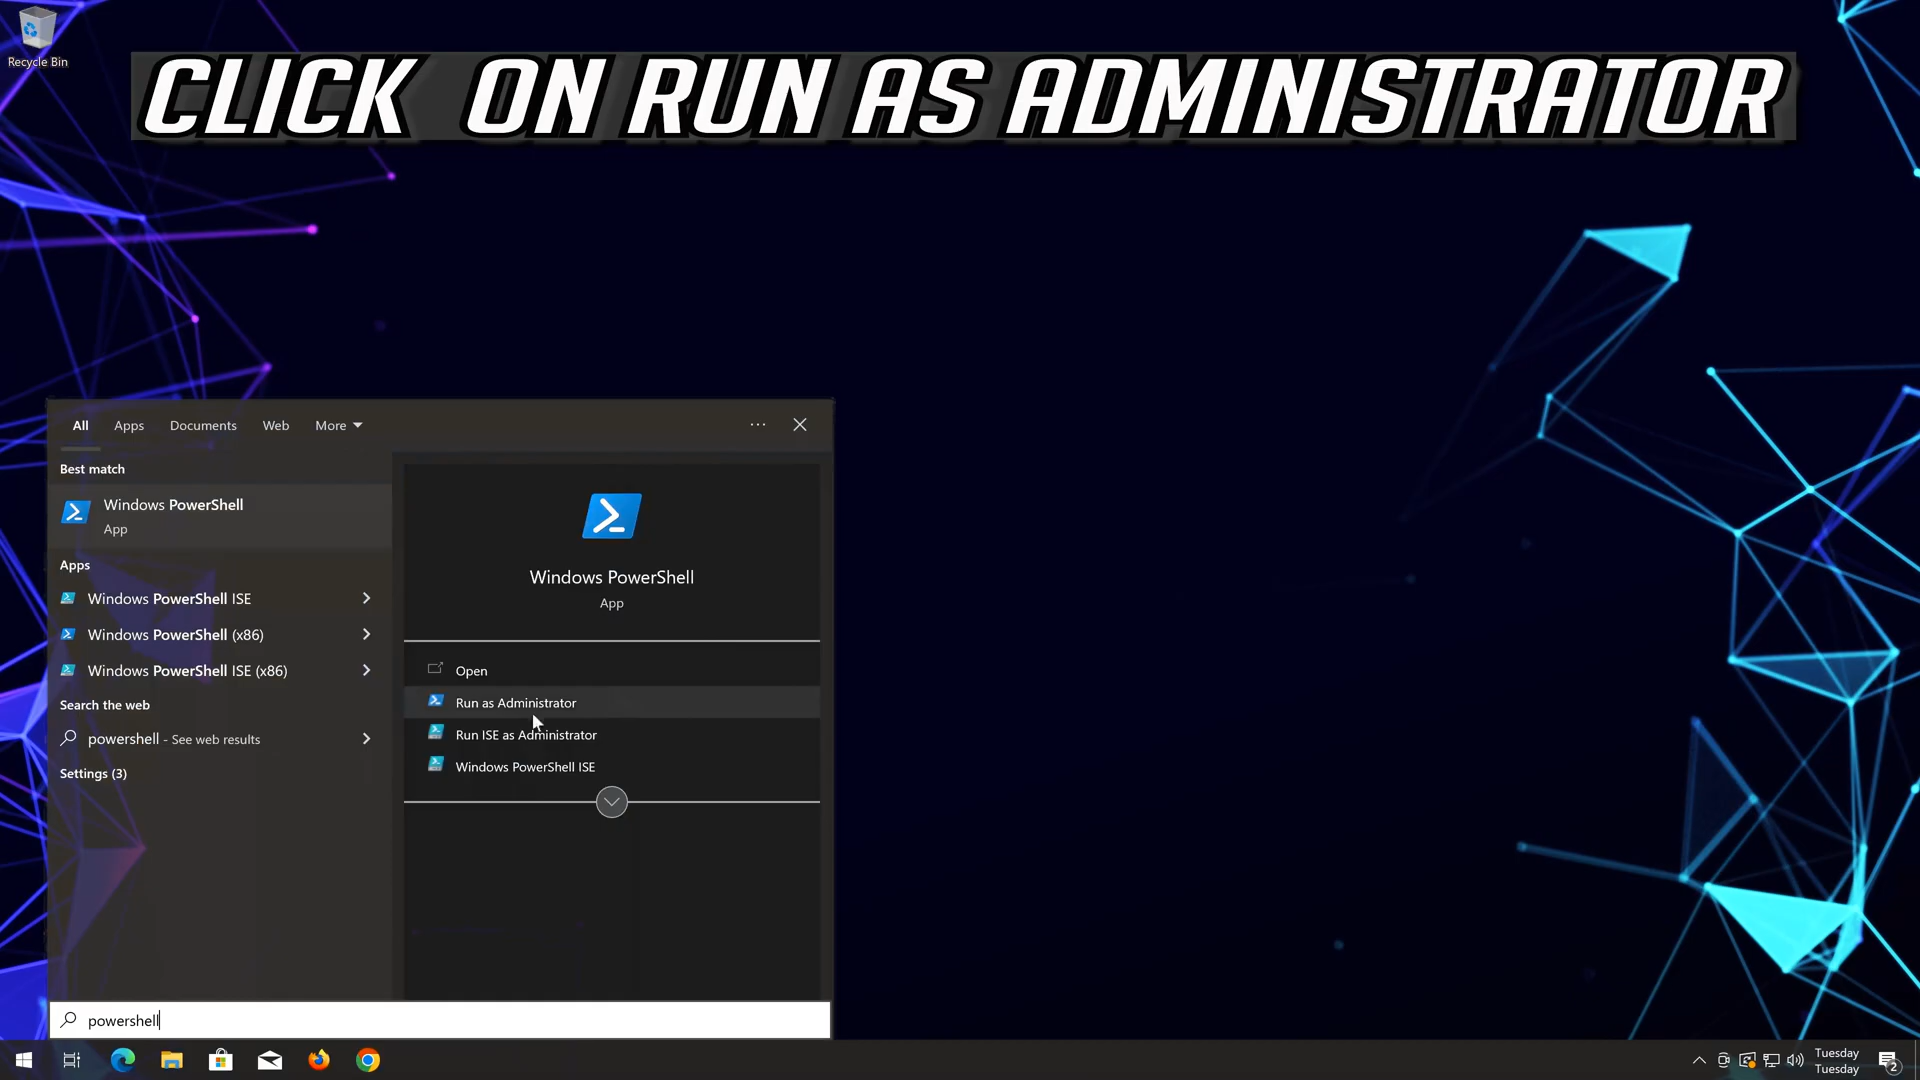 Recycle Bin
CLICK ON RUN AS ADMINISTRATOR
All Apps Documents Web More
Best match
Windows PowerShell
App
Apps
Windows PowerShell ISE
Windows PowerShell (x86)
Windows PowerShell ISE (x86)
Search the web
powershell - See web results
Settings (3)
Windows PowerShell
App
Open
Run as Administrator
Run ISE as Administrator
Windows PowerShell ISE
powershell
Tuesday
Tuesday
2